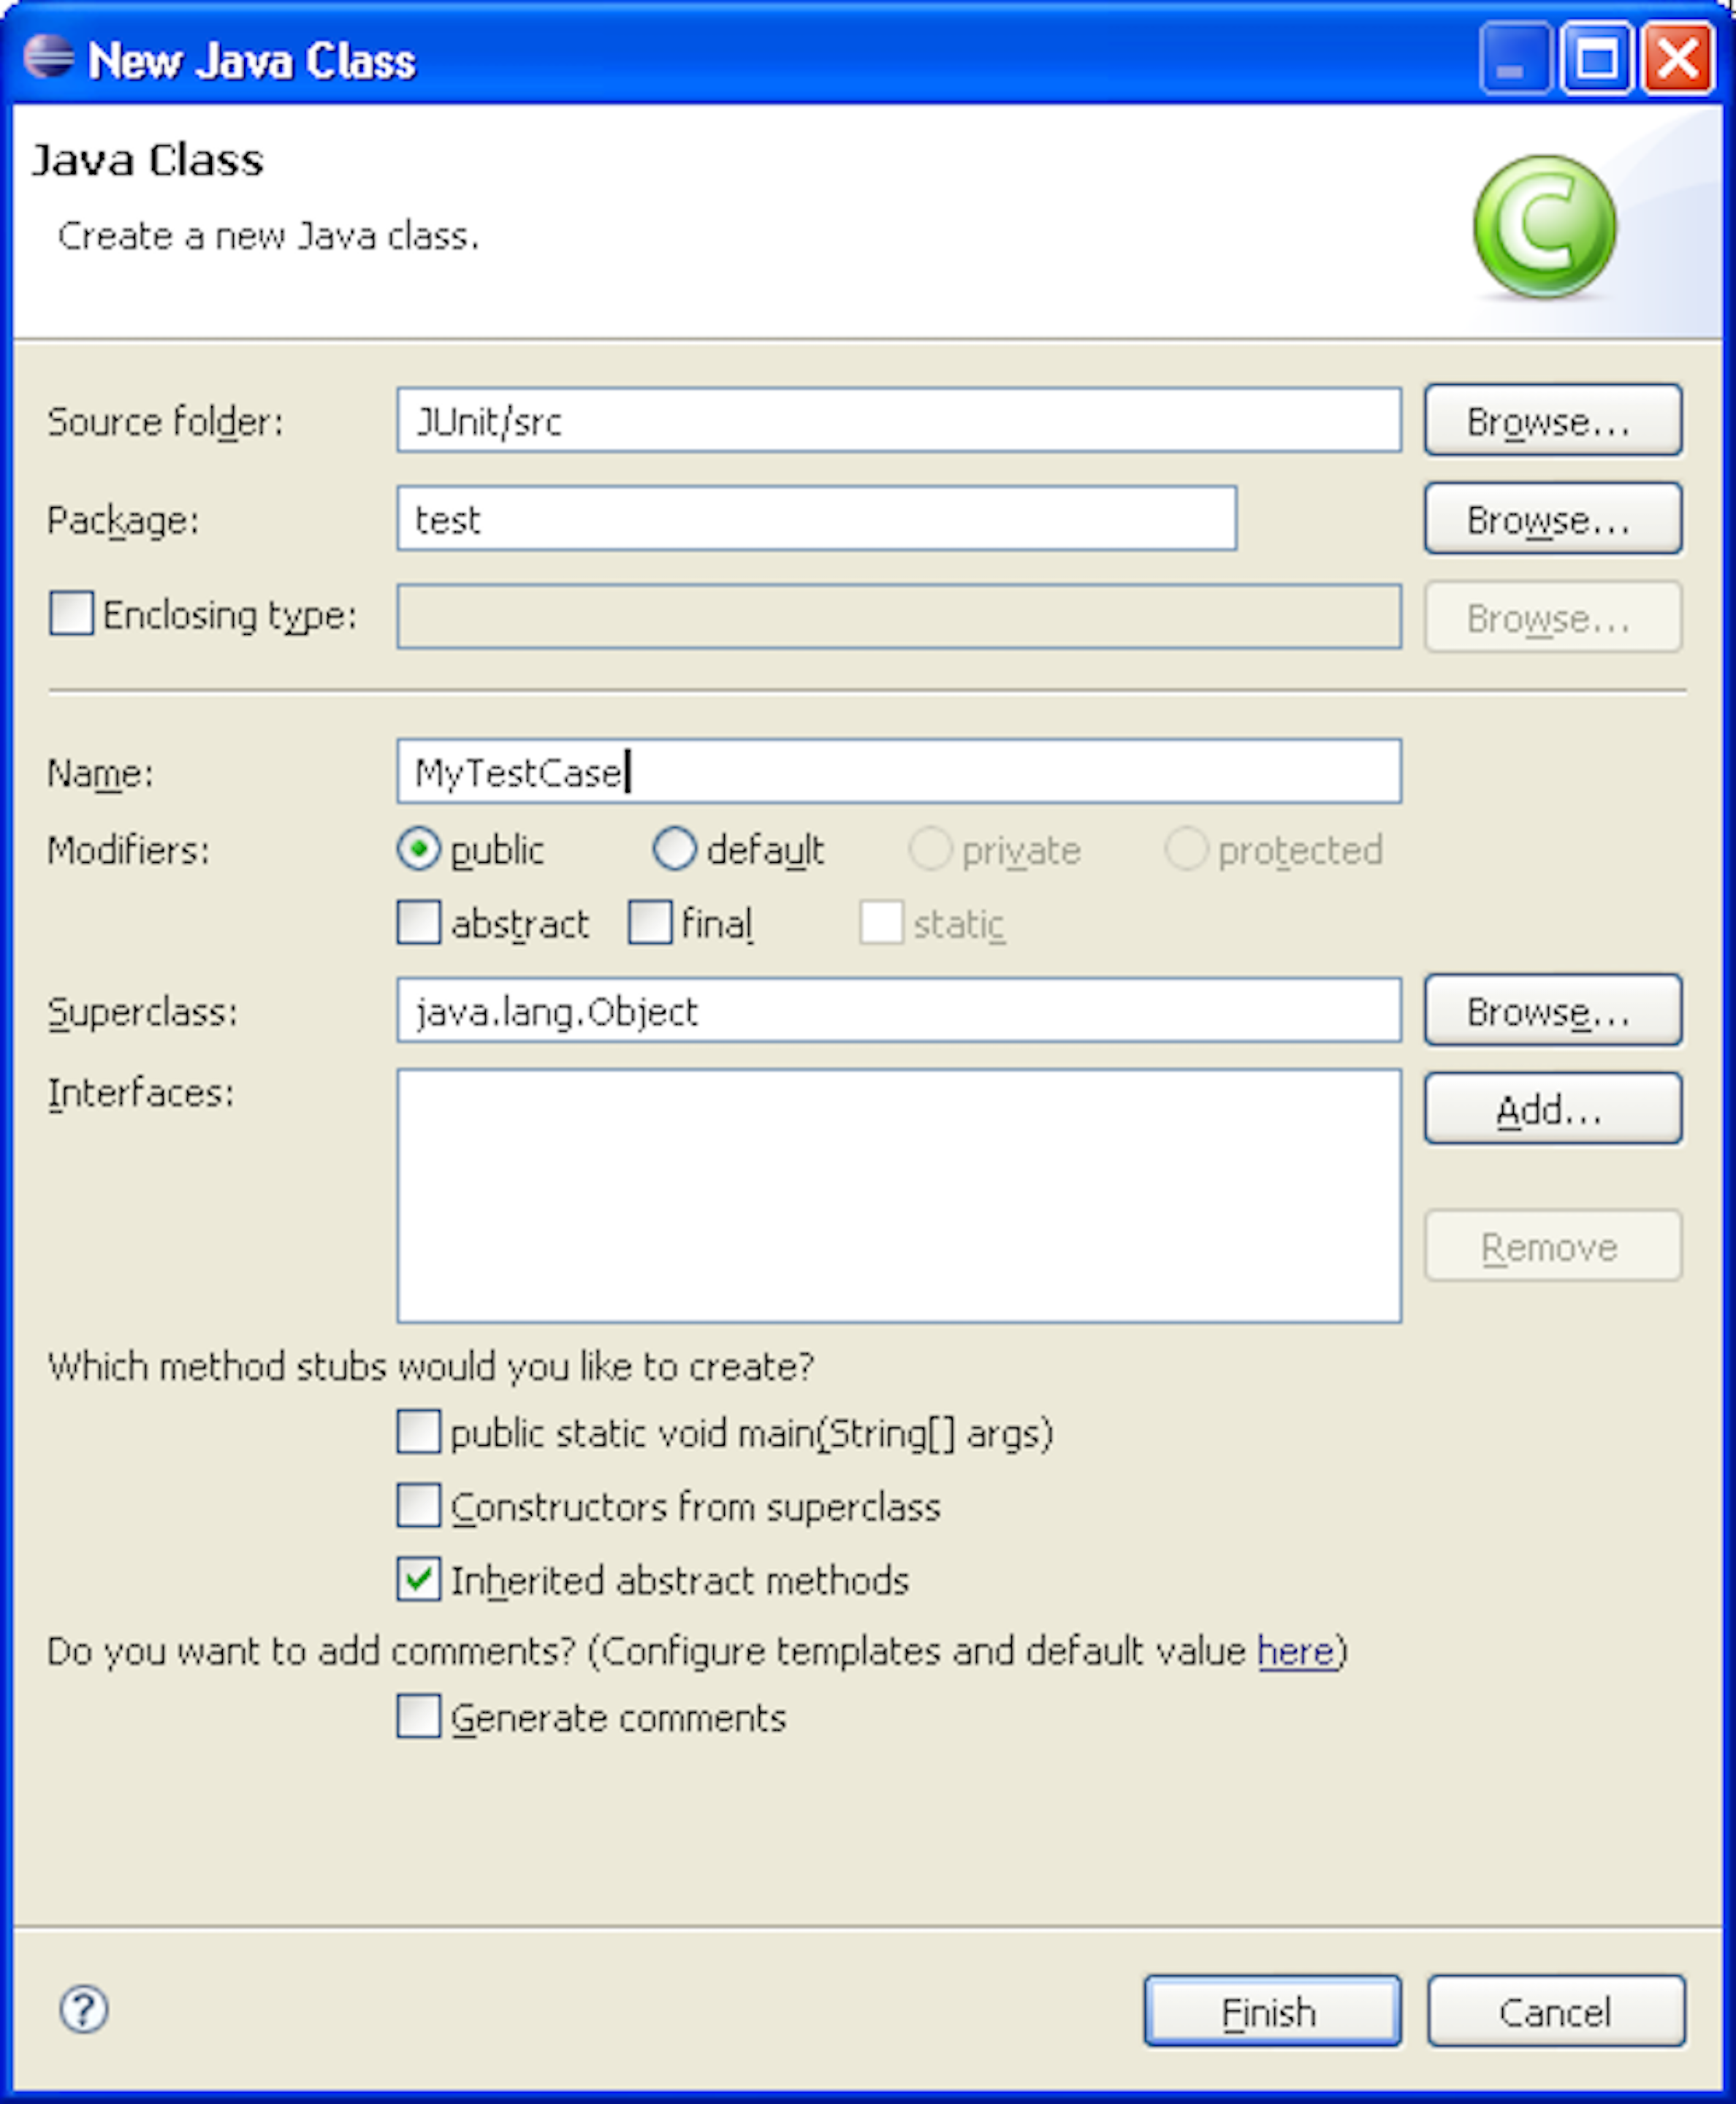 New Java Class
Java Class
Create a new Java class.
Source folder: JUnit/src Browse...
Package: test Browse...
Enclosing type: Browse...
Name: MyTestCase
Modifiers: public default private protected
abstract final static
Superclass: java.lang.Object Browse...
Interfaces: Add...
Remove
Which method stubs would you like to create?
public static void main(String[] args)
Constructors from superclass
Inherited abstract methods
Do you want to add comments? (Configure templates and default value here)
Generate comments
? Finish Cancel